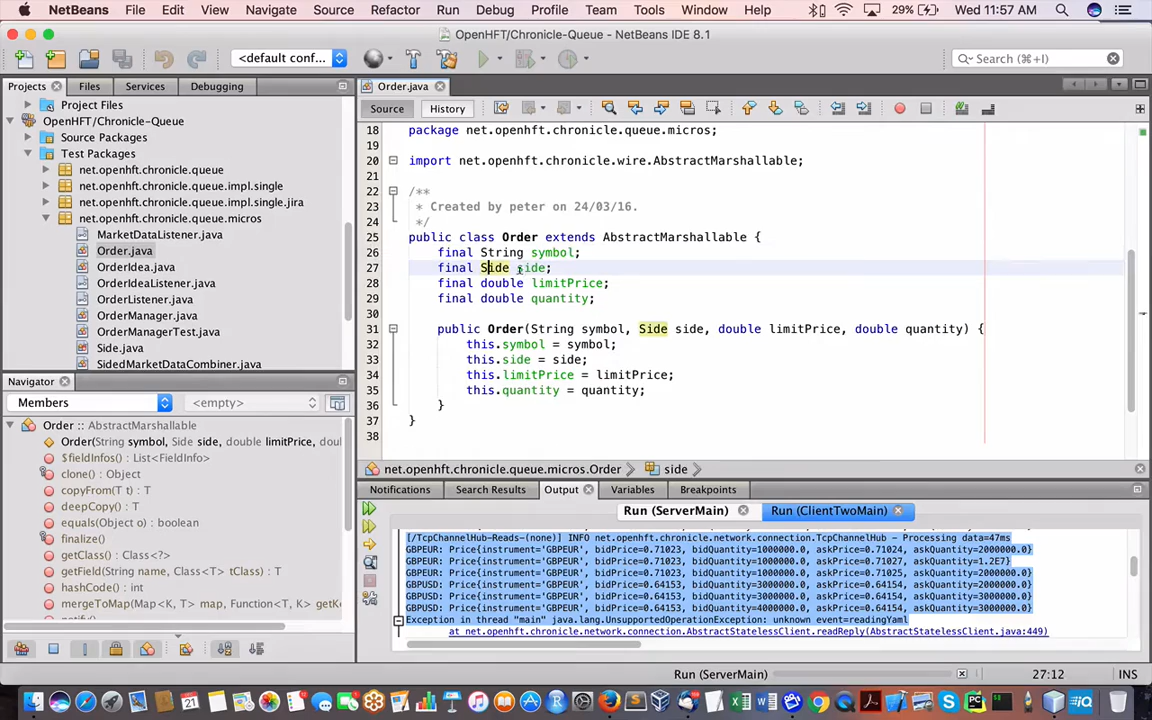 NetBeans File Edit View Navigate Source Refactor Run Debug Profile Team Tools Window Help 29% Wed 11:57 AM
OpenHFT/Chronicle-Queue - NetBeans IDE 8.1
<default conf... Search (⌘+I)
Projects Files Services Debugging
Project Files
OpenHFT/Chronicle-Queue
Source Packages
Test Packages
net.openhft.chronicle.queue
net.openhft.chronicle.queue.impl.single
net.openhft.chronicle.queue.impl.single.jira
net.openhft.chronicle.queue.micros
MarketDataListener.java
Order.java
OrderIdea.java
OrderIdeaListener.java
OrderListener.java
OrderManager.java
OrderManagerTest.java
Side.java
SidedMarketDataCombiner.java
Navigator
Members <empty>
Order :: AbstractMarshallable
Order(String symbol, Side side, double limitPrice, dou
$fieldInfos() : List<FieldInfo>
clone() : Object
copyFrom(T t) : T
deepCopy() : T
equals(Object o) : boolean
finalize()
getClass() : Class<?>
getField(String name, Class<T> tClass) : T
hashCode() : int
mergeToMap(Map<K, T> map, Function<T, K> getK
Order.java
Source History
18 package net.openhft.chronicle.queue.micros;
19
20 import net.openhft.chronicle.wire.AbstractMarshallable;
21
22 /**
23 * Created by peter on 24/03/16.
24 */
25 public class Order extends AbstractMarshallable {
26 final String symbol;
27 final Side side;
28 final double limitPrice;
29 final double quantity;
30
31 public Order(String symbol, Side side, double limitPrice, double quantity) {
32 this.symbol = symbol;
33 this.side = side;
34 this.limitPrice = limitPrice;
35 this.quantity = quantity;
36 }
37 }
38
net.openhft.chronicle.queue.micros.Order side
Notifications Search Results Output Variables Breakpoints
Run (ServerMain) Run (ClientTwoMain)
[/TcpChannelHub-Reads-(none)] INFO net.openhft.chronicle.network.connection.TcpChannelHub - Processing data=47ms
GBPEUR: Price{instrument='GBPEUR', bidPrice=0.71023, bidQuantity=1000000.0, askPrice=0.71024, askQuantity=2000000.0}
GBPEUR: Price{instrument='GBPEUR', bidPrice=0.71023, bidQuantity=1000000.0, askPrice=0.71024, askQuantity=1.2E7}
GBPEUR: Price{instrument='GBPEUR', bidPrice=0.71023, bidQuantity=1000000.0, askPrice=0.71025, askQuantity=2000000.0}
GBPUSD: Price{instrument='GBPUSD', bidPrice=0.64153, bidQuantity=3000000.0, askPrice=0.64154, askQuantity=2000000.0}
GBPUSD: Price{instrument='GBPUSD', bidPrice=0.64153, bidQuantity=3000000.0, askPrice=0.64154, askQuantity=3000000.0}
GBPUSD: Price{instrument='GBPUSD', bidPrice=0.64153, bidQuantity=4000000.0, askPrice=0.64154, askQuantity=3000000.0}
Exception in thread "main" java.lang.UnsupportedOperationException: unknown event=readingYaml
at net.openhft.chronicle.network.connection.AbstractStatelessClient.readReply(AbstractStatelessClient.java:449)
Run (ServerMain) 27:12 INS